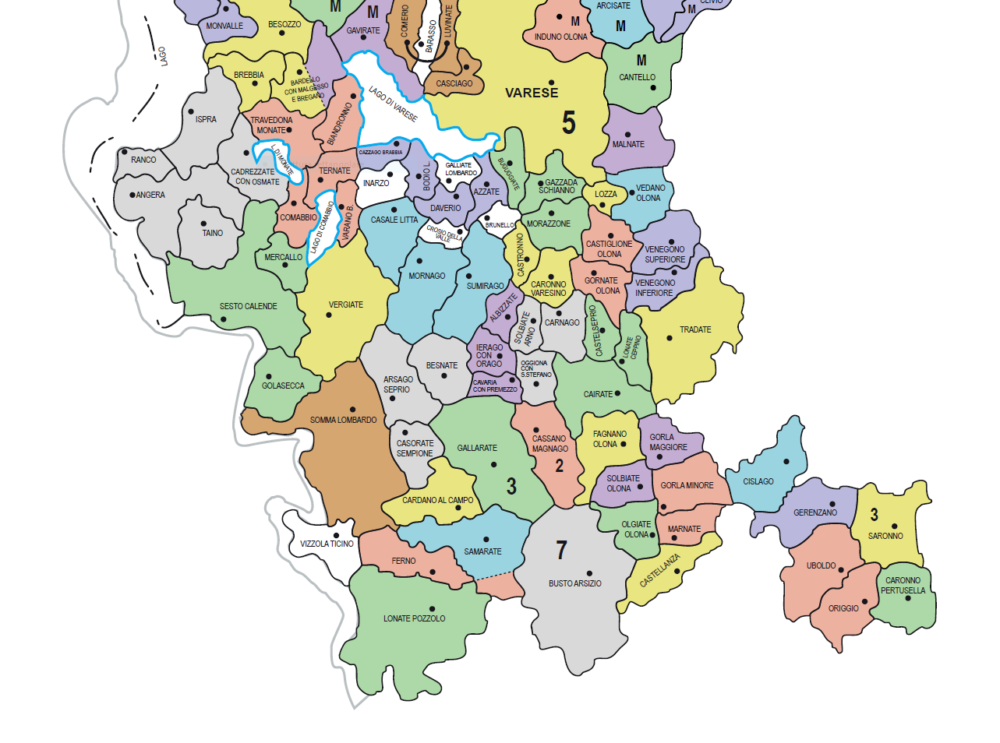 CLIVIO
ARCISATE
M
M
M
M
M
MONVALLE
BESOZZO
GAVIRATE
COMERIO
BARASSO
LUVINATE
INDUNO OLONA
LAGO
M
BREBBIA
BARDELLO
CON MALGESSO
E BREGANO
CASCIAGO
CANTELLO
VARESE
5
LAGO DI VARESE
ISPRA
TRAVEDONA
MONATE
BIANDRONNO
MALNATE
L. DI MONATE
CAZZAGO BRABBIA
RANCO
CADREZZATE
CON OSMATE
TERNATE
INARZO
BODIO L.
GALLIATE
LOMBARDO
BUGUGGIATE
GAZZADA
SCHIANNO
AZZATE
LOZZA
VEDANO
OLONA
ANGERA
DAVERIO
TAINO
COMABBIO
LAGO DI COMABBIO
VARANO B.
CASALE LITTA
BRUNELLO
MORAZZONE
CROSIO DELLA
VALLE
CASTIGLIONE
OLONA
VENEGONO
SUPERIORE
MERCALLO
CASTRONNO
MORNAGO
SUMIRAGO
CARONNO
VARESINO
GORNATE
OLONA
VENEGONO
INFERIORE
SESTO CALENDE
VERGIATE
ALBIZZATE
SOLBIATE
ARNO
CARNAGO
CASTELSEPRIO
LONATE
CEPPINO
TRADATE
IERAGO
CON
ORAGO
GOLASECCA
ARSAGO
SEPRIO
BESNATE
OGGIONA
CON
S.STEFANO
CAVARIA
CON PREMEZZO
CAIRATE
SOMMA LOMBARDO
CASORATE
SEMPIONE
GALLARATE
3
CASSANO
MAGNAGO
2
FAGNANO
OLONA
GORLA
MAGGIORE
SOLBIATE
OLONA
GORLA MINORE
CISLAGO
CARDANO AL CAMPO
GERENZANO
3
SARONNO
VIZZOLA TICINO
OLGIATE
OLONA
MARNATE
SAMARATE
7
FERNO
BUSTO ARSIZIO
CASTELLANZA
UBOLDO
CARONNO
PERTUSELLA
ORIGGIO
LONATE POZZOLO